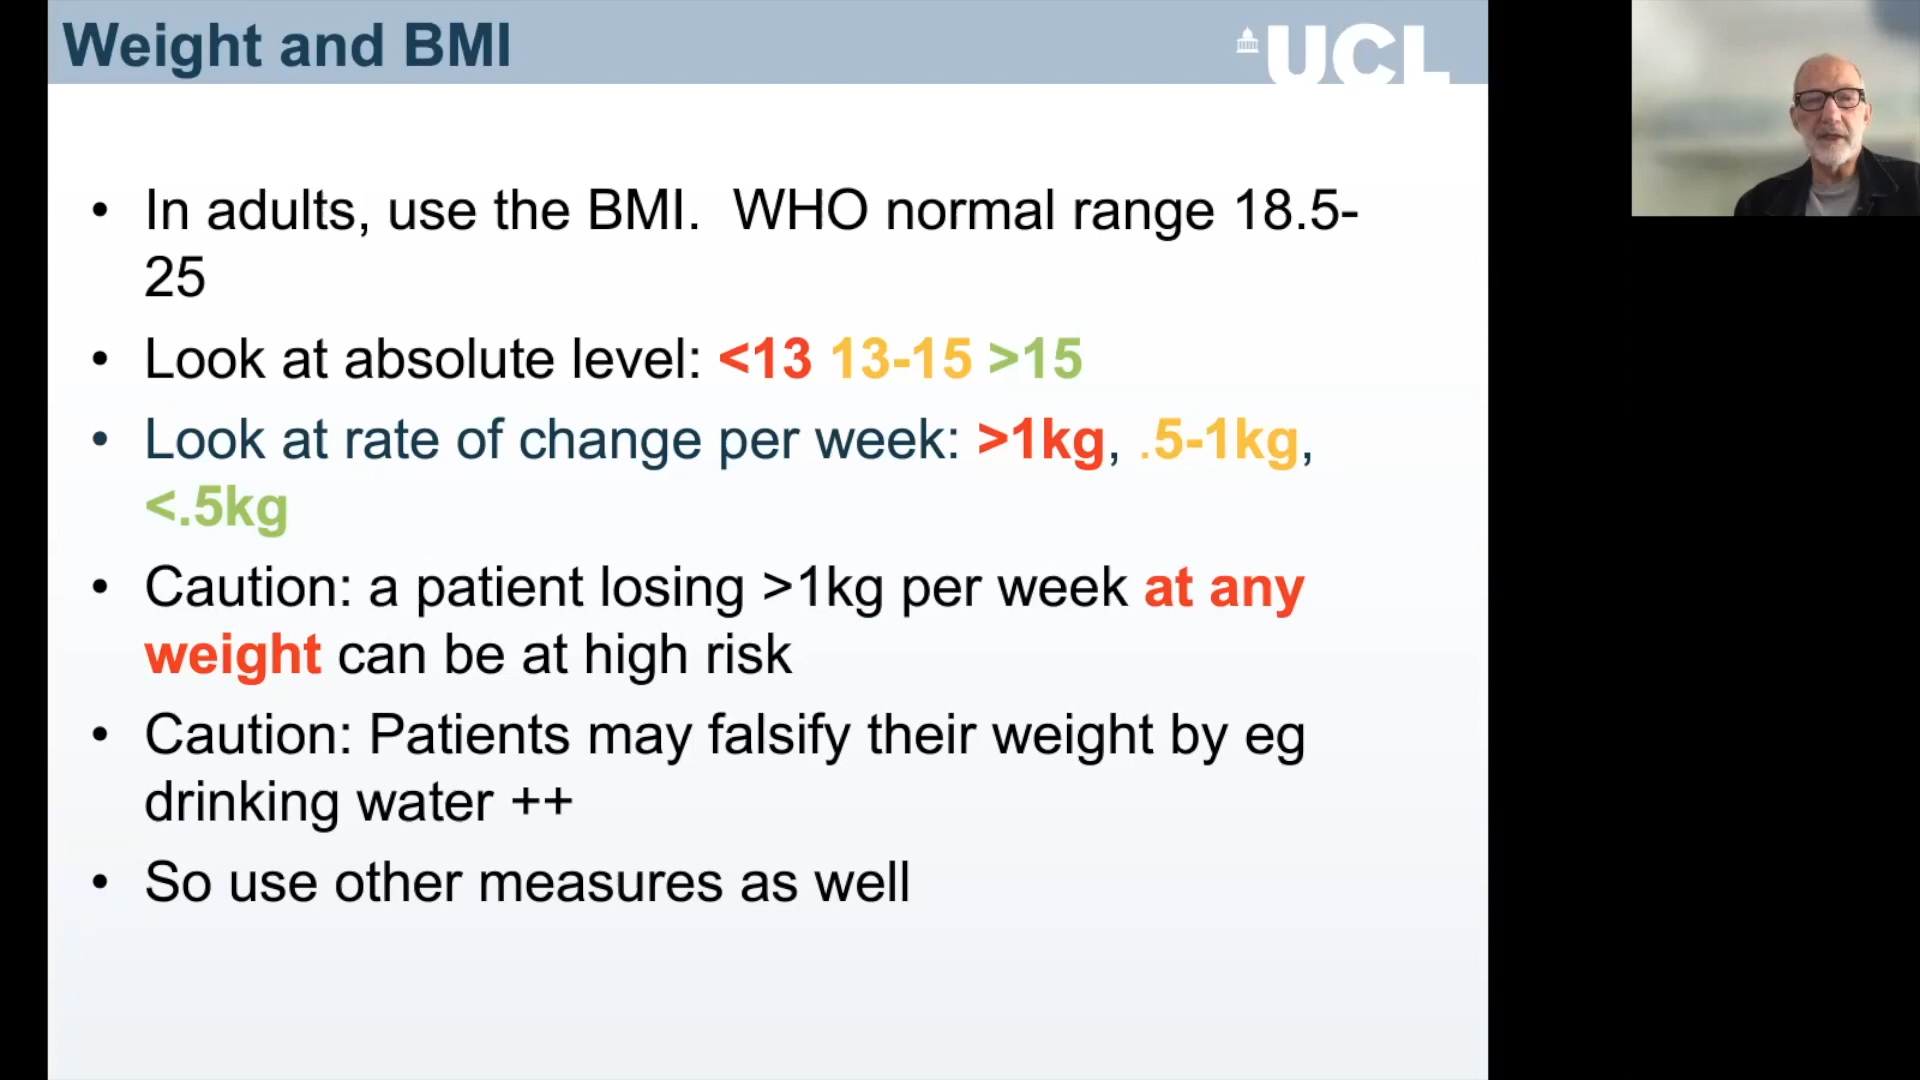 Weight and BMI
UCL
• In adults, use the BMI.  WHO normal range 18.5-
25
• Look at absolute level: <13 13-15 >15
• Look at rate of change per week: >1kg, .5-1kg,
<.5kg
• Caution: a patient losing >1kg per week at any
weight can be at high risk
• Caution: Patients may falsify their weight by eg
drinking water ++
• So use other measures as well